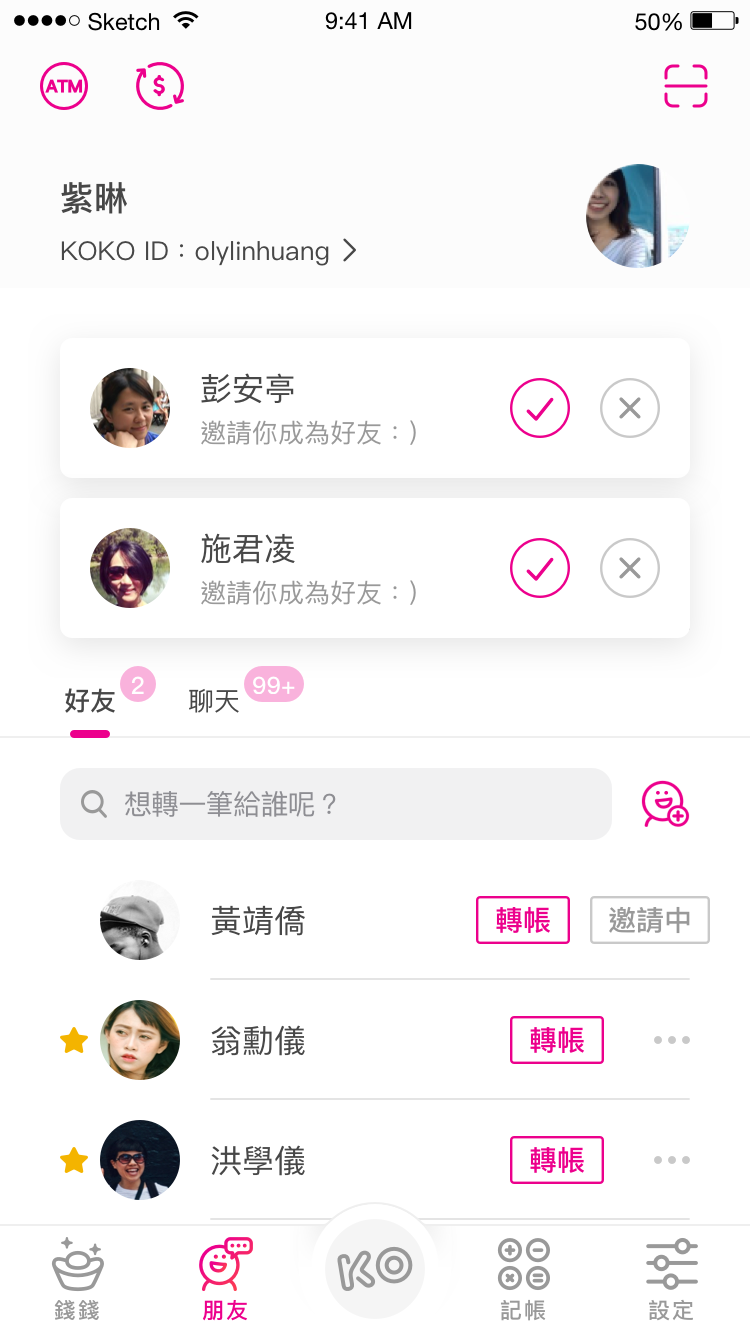 ●●●●○ Sketch 9:41 AM 50%
ATM $
紫晽
KOKO ID：olylinhuang
彭安亭
邀請你成為好友：)
施君凌
邀請你成為好友：)
好友 2 聊天 99+
想轉一筆給誰呢？
黃靖僑 轉帳 邀請中
翁勳儀 轉帳
洪學儀 轉帳
KO
錢錢 朋友 記帳 設定